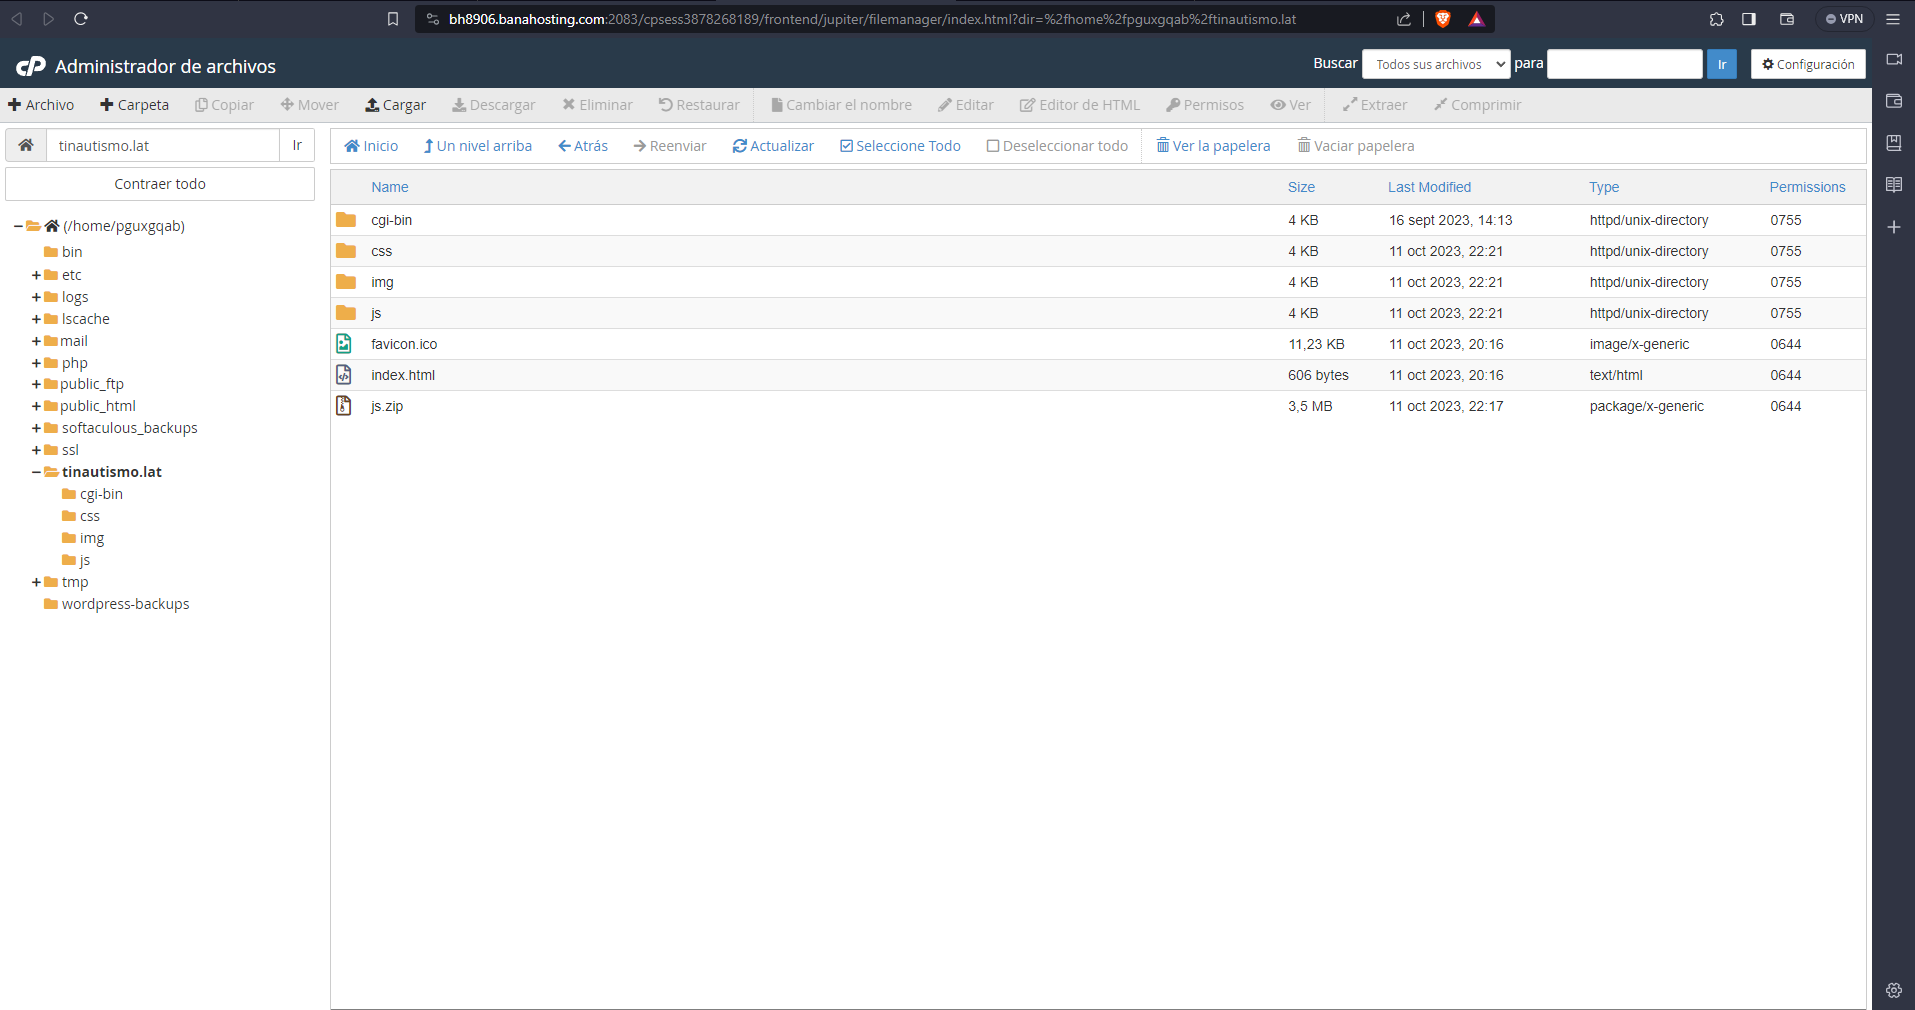 bh8906.banahosting.com:2083/cpsess3878268189/frontend/jupiter/filemanager/index.html?dir=%2fhome%2fpguxgqab%2ftinautismo.lat
VPN
cP Administrador de archivos
Buscar Todos sus archivos para Ir Configuración
Archivo Carpeta Copiar Mover Cargar Descargar Eliminar Restaurar Cambiar el nombre Editar Editor de HTML Permisos Ver Extraer Comprimir
tinautismo.lat Ir
Contraer todo
(/home/pguxgqab)
bin
etc
logs
lscache
mail
php
public_ftp
public_html
softaculous_backups
ssl
tinautismo.lat
cgi-bin
css
img
js
tmp
wordpress-backups
Inicio Un nivel arriba Atrás Reenviar Actualizar Seleccione Todo Deseleccionar todo Ver la papelera Vaciar papelera
Name Size Last Modified Type Permissions
cgi-bin 4 KB 16 sept 2023, 14:13 httpd/unix-directory 0755
css 4 KB 11 oct 2023, 22:21 httpd/unix-directory 0755
img 4 KB 11 oct 2023, 22:21 httpd/unix-directory 0755
js 4 KB 11 oct 2023, 22:21 httpd/unix-directory 0755
favicon.ico 11,23 KB 11 oct 2023, 20:16 image/x-generic 0644
index.html 606 bytes 11 oct 2023, 20:16 text/html 0644
js.zip 3,5 MB 11 oct 2023, 22:17 package/x-generic 0644